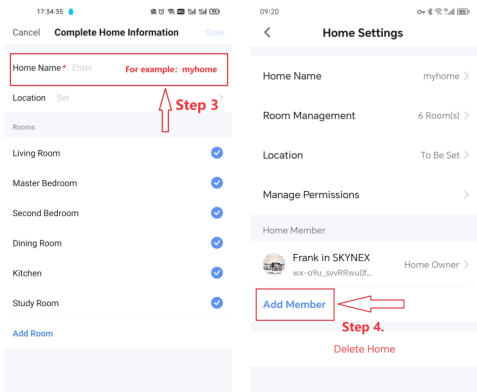 17:34:35
Cancel Complete Home Information Save
Home Name* Enter For example: myhome
Location Set
Step 3
Rooms:
Living Room
Master Bedroom
Second Bedroom
Dining Room
Kitchen
Study Room
Add Room
09:20
Home Settings
Home Name myhome
Room Management 6 Room(s)
Location To Be Set
Manage Permissions
Home Member
Frank in SKYNEX
wx-o9u_svvRRwu0f... Home Owner
Add Member
Step 4.
Delete Home